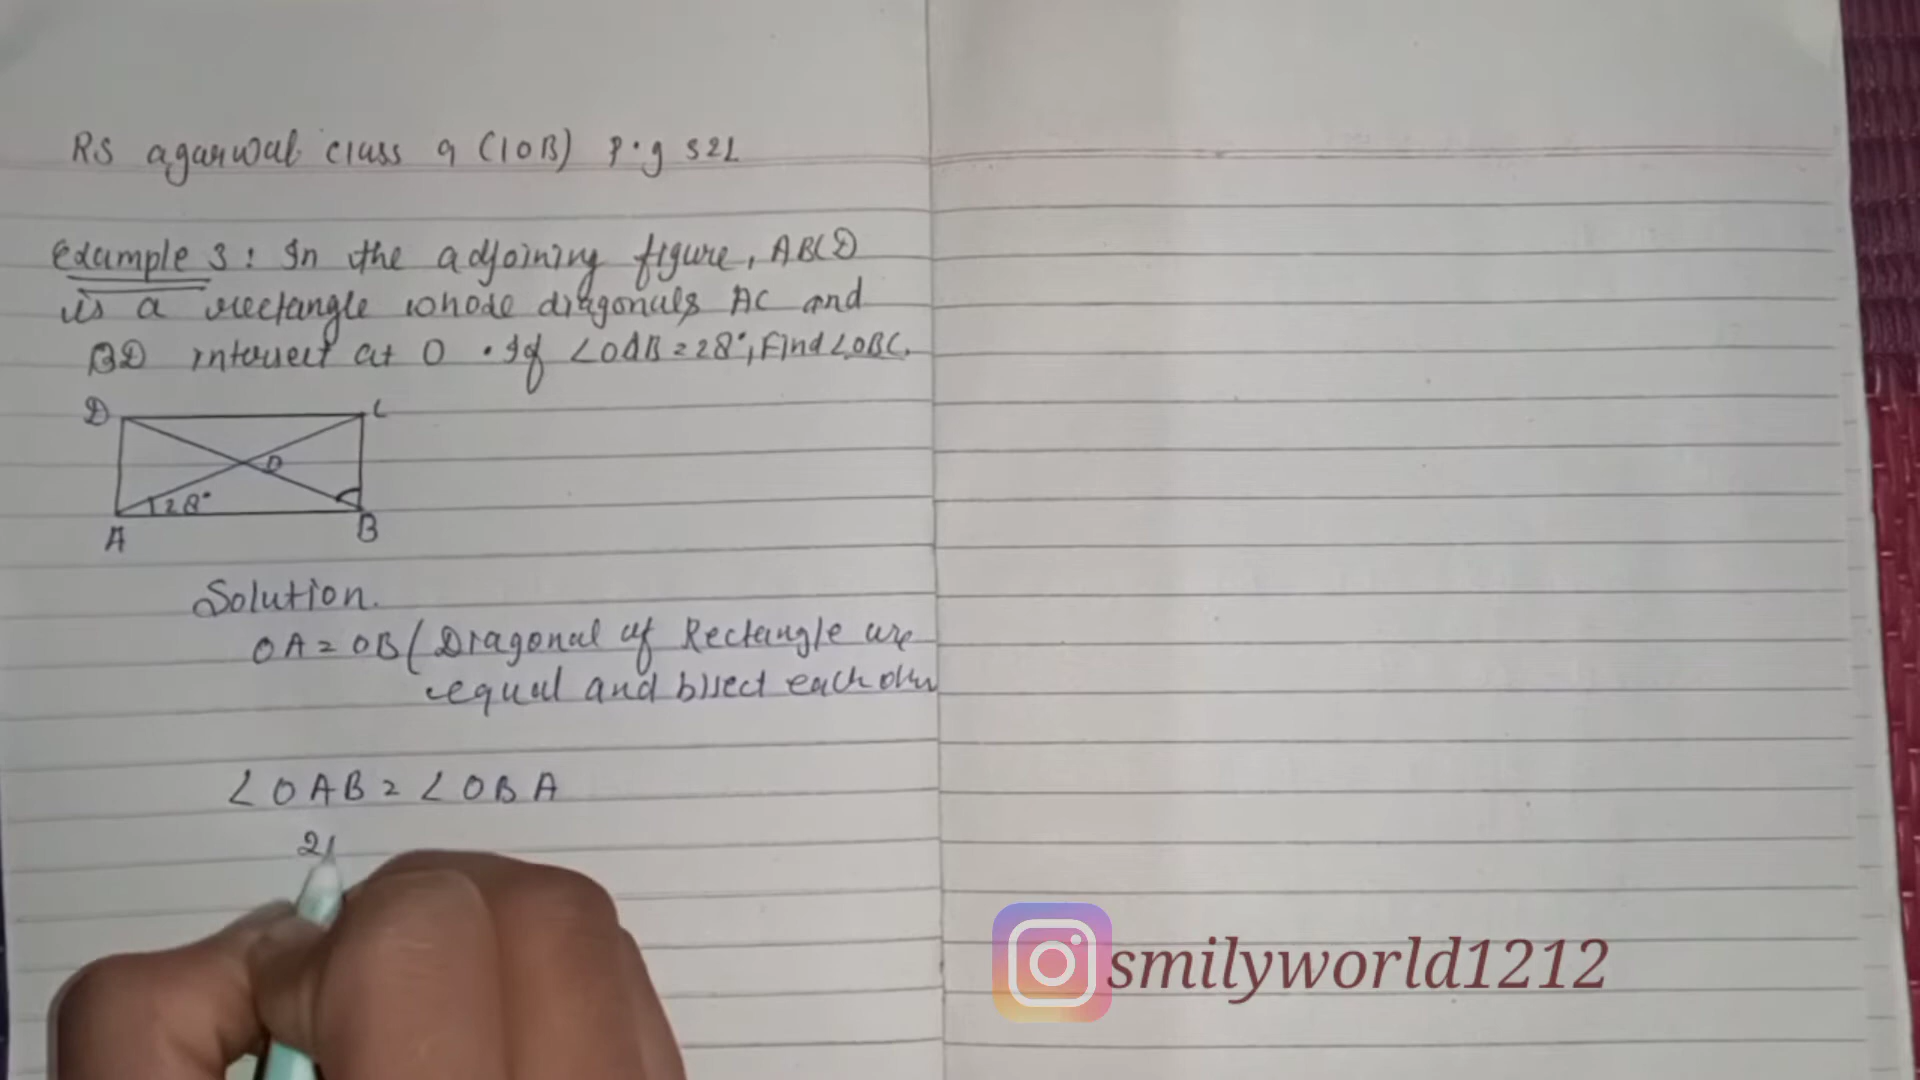 RS agarwal class 9 (10B) P.g 321
Example 3: In the adjoining figure, ABCD
is a rectangle whose diagonals AC and
BD intersect at O . If ∠OAB = 28°, Find ∠OBC.
D C
O
28°
A B
Solution.
OA = OB (Diagonal of Rectangle are
equal and bisect each other
∠OAB = ∠OBA
2
smilyworld1212